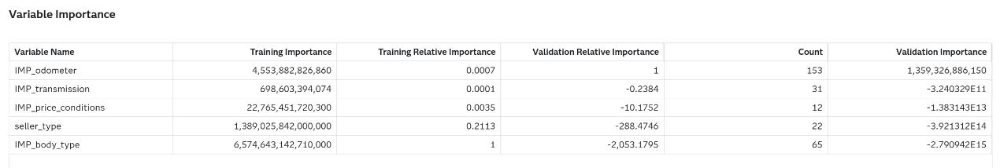 Variable Importance
Variable Name Training Importance Training Relative Importance Validation Relative Importance Count Validation Importance
IMP_odometer 4,553,882,826,860 0.0007 1 153 1,359,326,886,150
IMP_transmission 698,603,394,074 0.0001 -0.2384 31 -3.240329E11
IMP_price_conditions 22,765,451,720,300 0.0035 -10.1752 12 -1.383143E13
seller_type 1,389,025,842,000,000 0.2113 -288.4746 22 -3.921312E14
IMP_body_type 6,574,643,142,710,000 1 -2,053.1795 65 -2.790942E15